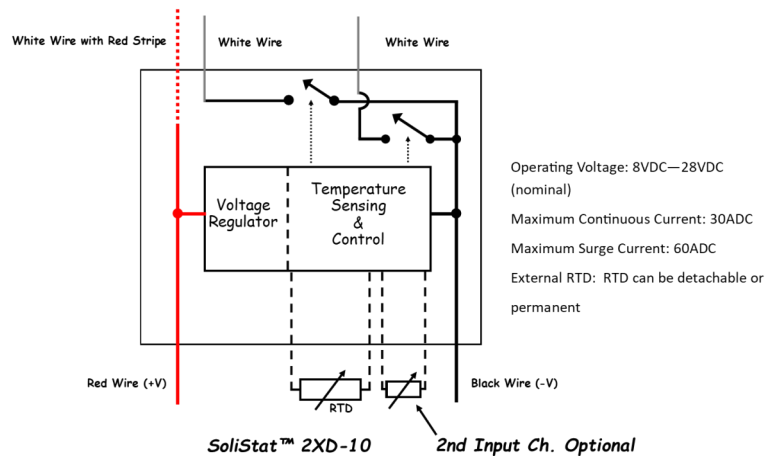 White Wire with Red Stripe
White Wire
White Wire
Voltage
Regulator
Temperature
Sensing
&
Control
Operating Voltage: 8VDC—28VDC
(nominal)
Maximum Continuous Current: 30ADC
Maximum Surge Current: 60ADC
External RTD:  RTD can be detachable or
permanent
Red Wire (+V)
RTD
Black Wire (-V)
SoliStat™ 2XD-10
2nd Input Ch. Optional